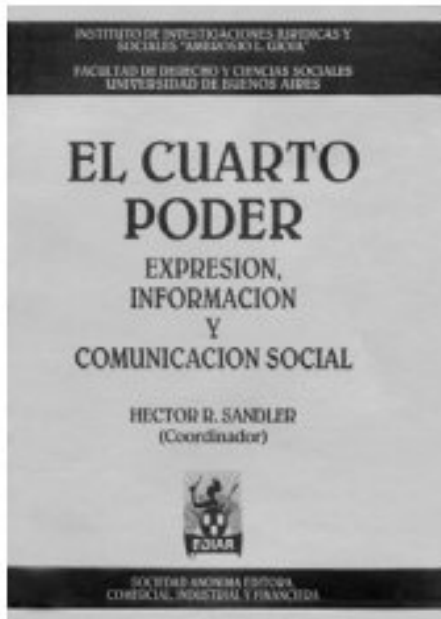 INSTITUTO DE INVESTIGACIONES JURIDICAS Y
SOCIALES "AMBROSIO L. GIOJA"
FACULTAD DE DERECHO Y CIENCIAS SOCIALES
UNIVERSIDAD DE BUENOS AIRES
EL CUARTO
PODER
EXPRESION,
INFORMACION
Y
COMUNICACION SOCIAL
HECTOR R. SANDLER
(Coordinador)
EDIAR
SOCIEDAD ANONIMA EDITORA
COMERCIAL, INDUSTRIAL Y FINANCIERA